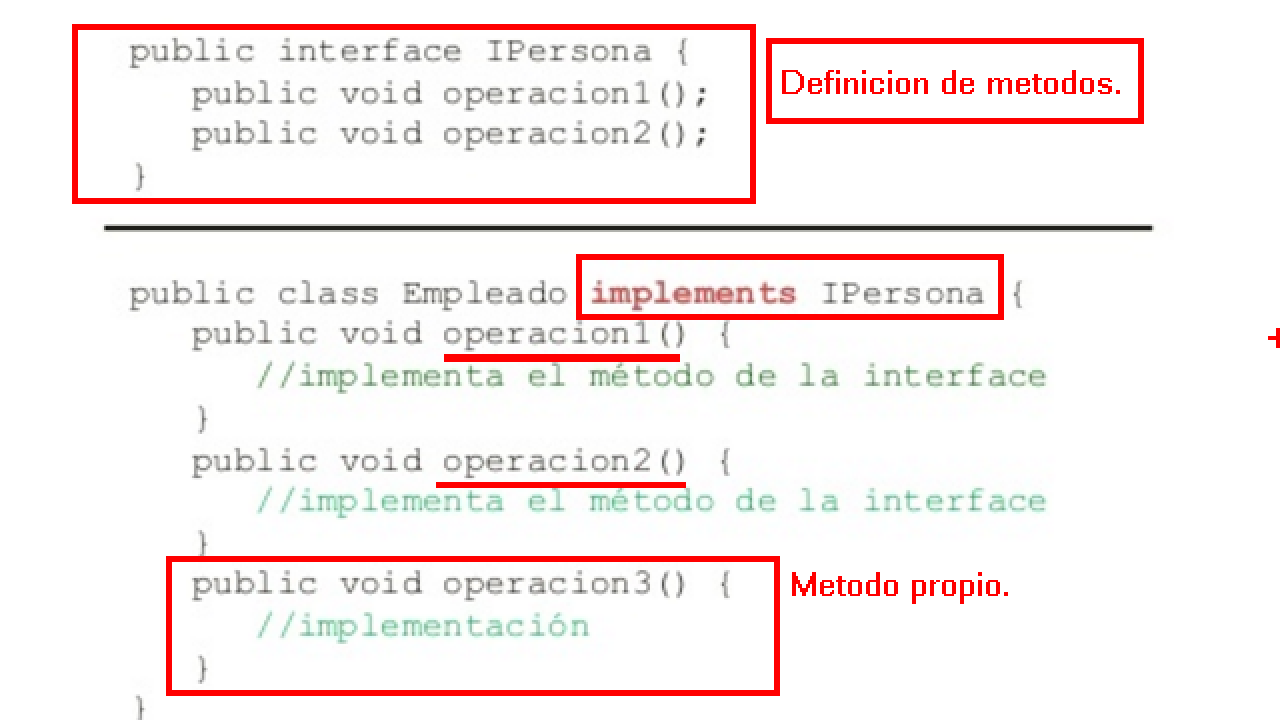 public interface IPersona {
public void operacion1();
public void operacion2();
}
Definicion de metodos.
public class Empleado implements IPersona {
public void operacion1() {
//implementa el método de la interface
}
public void operacion2() {
//implementa el método de la interface
}
public void operacion3() {
//implementación
}
Metodo propio.
}